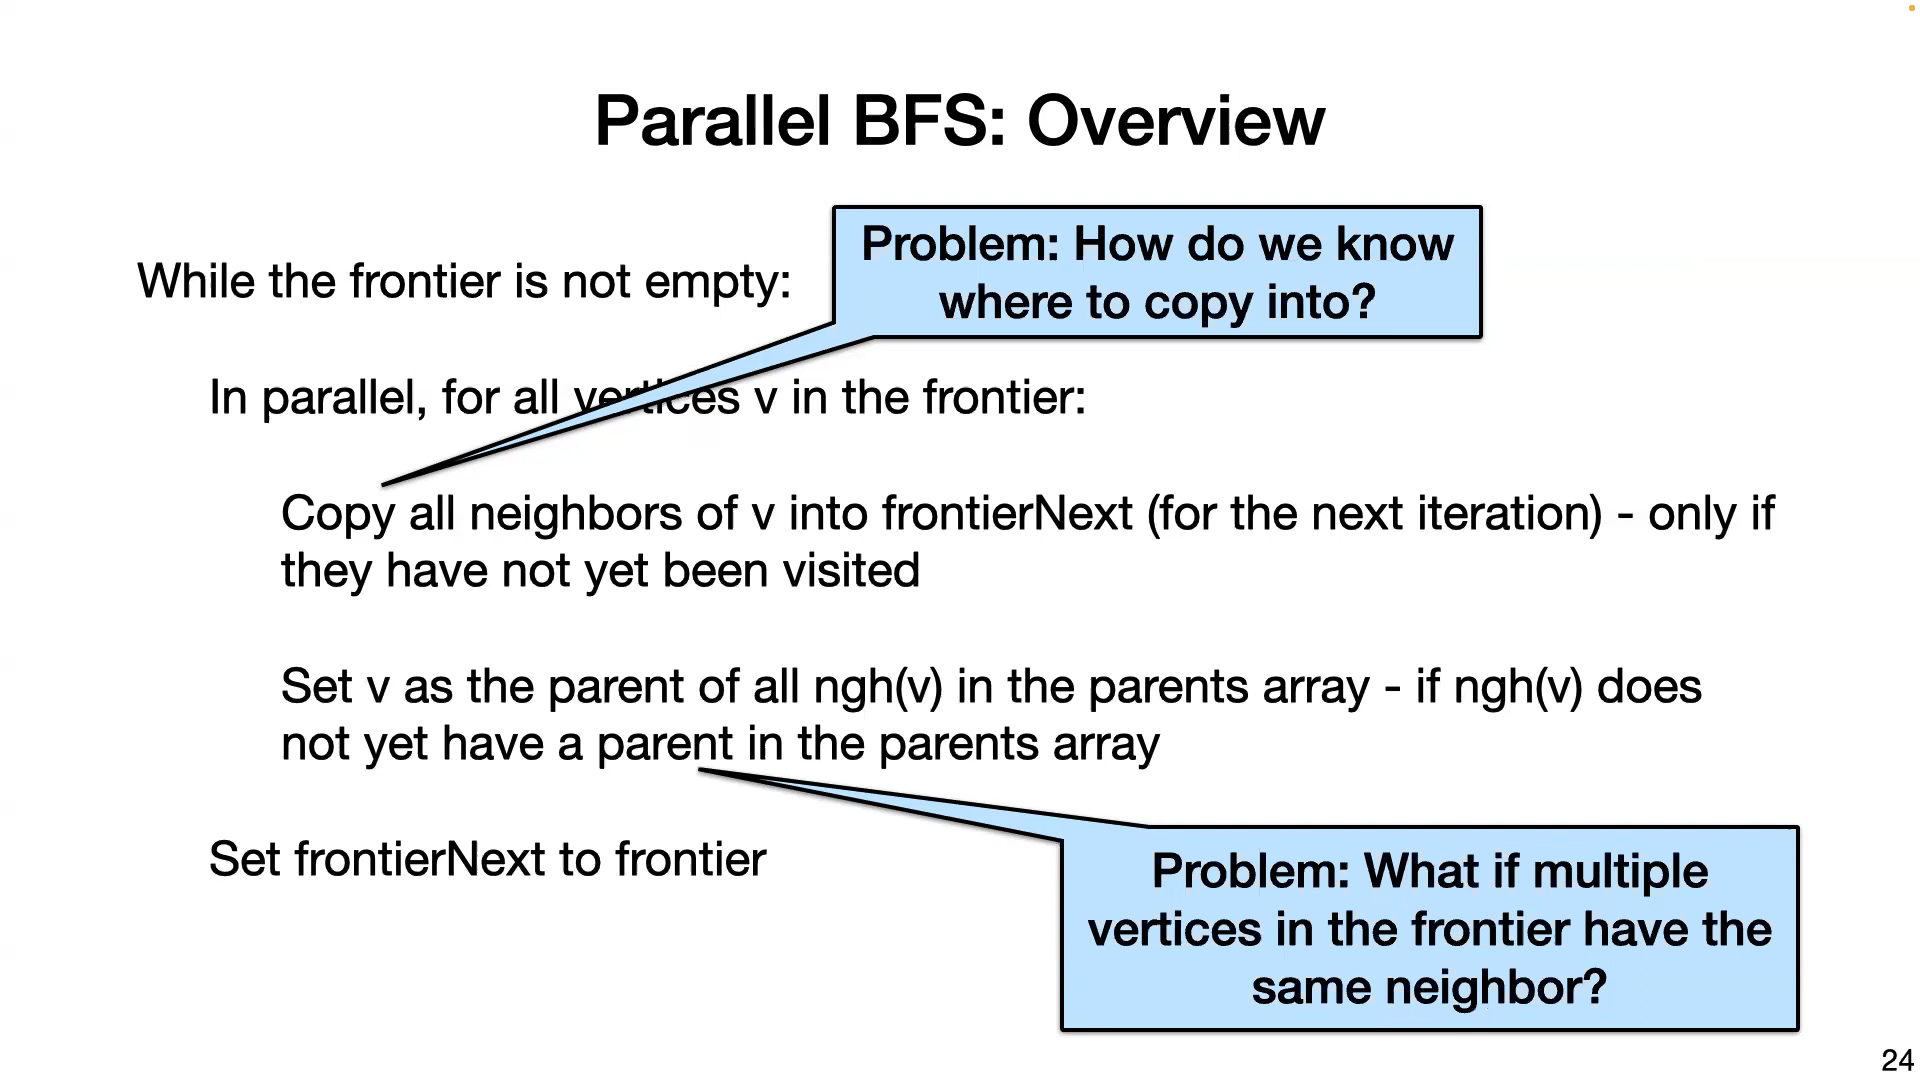 Parallel BFS: Overview
Problem: How do we know
where to copy into?
While the frontier is not empty:
In parallel, for all vertices v in the frontier:
Copy all neighbors of v into frontierNext (for the next iteration) - only if
they have not yet been visited
Set v as the parent of all ngh(v) in the parents array - if ngh(v) does
not yet have a parent in the parents array
Set frontierNext to frontier
Problem: What if multiple
vertices in the frontier have the
same neighbor?
24